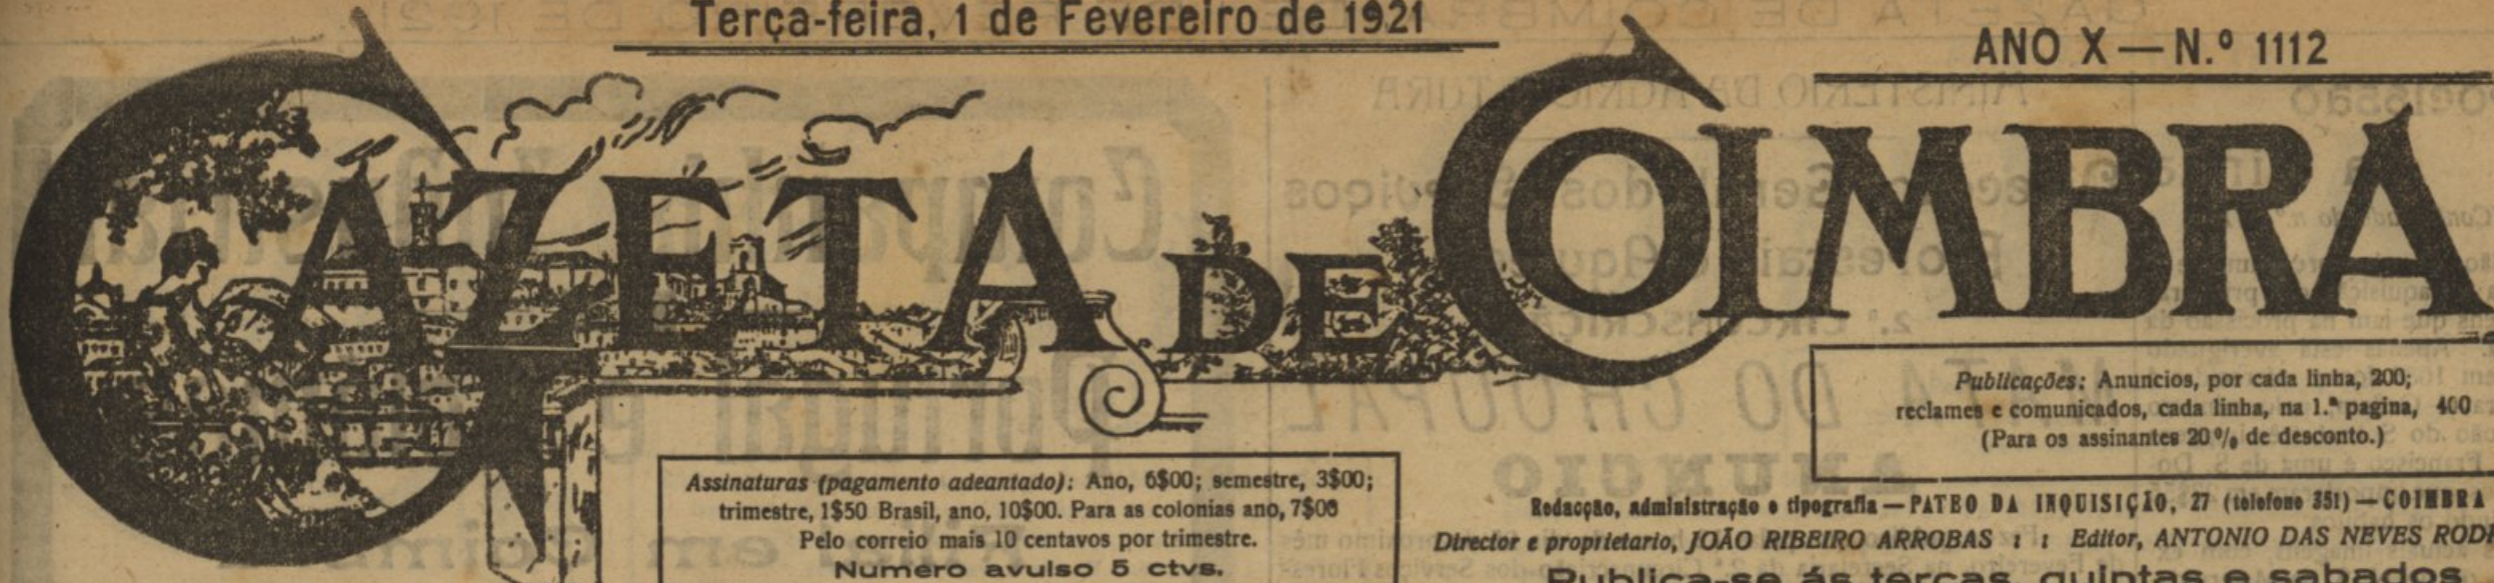 Terça-feira, 1 de Fevereiro de 1921
ANO X — N.º 1112
GAZETA DE COIMBRA
Assinaturas (pagamento adeantado): Ano, 6$00; semestre, 3$00;
trimestre, 1$50 Brasil, ano, 10$00. Para as colonias ano, 7$00
Pelo correio mais 10 centavos por trimestre.
Numero avulso 5 ctvs.
Publicações: Anuncios, por cada linha, 200;
reclames e comunicados, cada linha, na 1.ª pagina, 400
(Para os assinantes 20 % de desconto.)
Redacção, administração e tipografia — PATEO DA INQUISIÇÃO, 27 (telefone 351) — COIMBRA
Director e proprietario, JOÃO RIBEIRO ARROBAS : : Editor, ANTONIO DAS NEVES
Publica-se ás terças, quintas e sabados